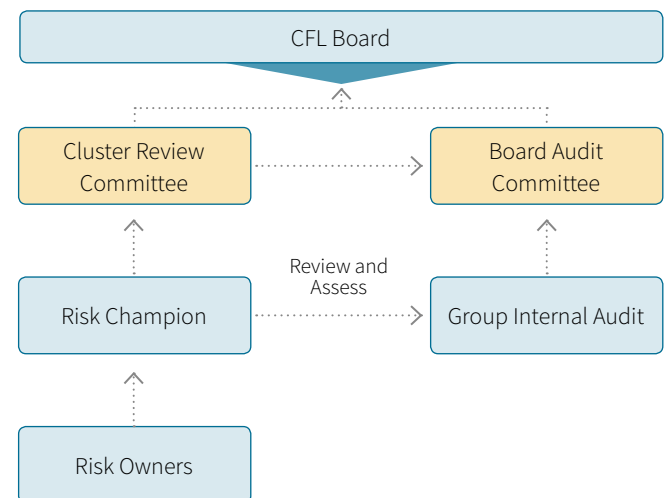 CFL Board
Cluster Review
Committee
Board Audit
Committee
Review and
Assess
Risk Champion
Group Internal Audit
Risk Owners